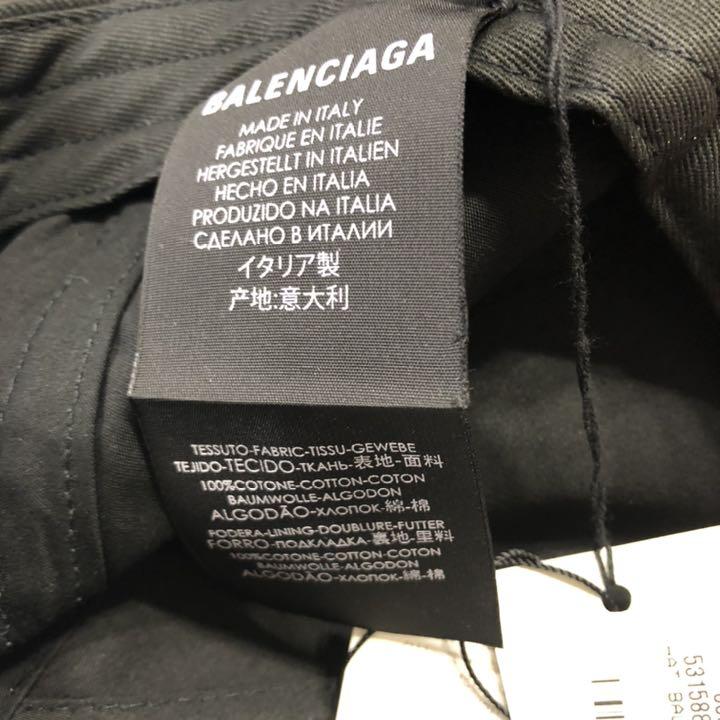 BALENCIAGA
MADE IN ITALY
FABRIQUE EN ITALIE
HERGESTELLT IN ITALIEN
HECHO EN ITALIA
PRODUZIDO NA ITALIA
СДЕЛАНО В ИТАЛИИ
イタリア製
产地:意大利
TESSUTO-FABRIC-TISSU-GEWEBE
TEJIDO-TECIDO-ТКАНЬ-表地-面料
100%COTONE-COTTON-COTON
BAUMWOLLE-ALGODON
ALGODÃO-ХЛОПОК-綿-棉
FODERA-LINING-DOUBLURE-FUTTER
FORRO-ПОДКЛАДКА-裏地-里料
100%COTONE-COTTON-COTON
BAUMWOLLE-ALGODON
ALGODÃO-ХЛОПОК-綿-棉